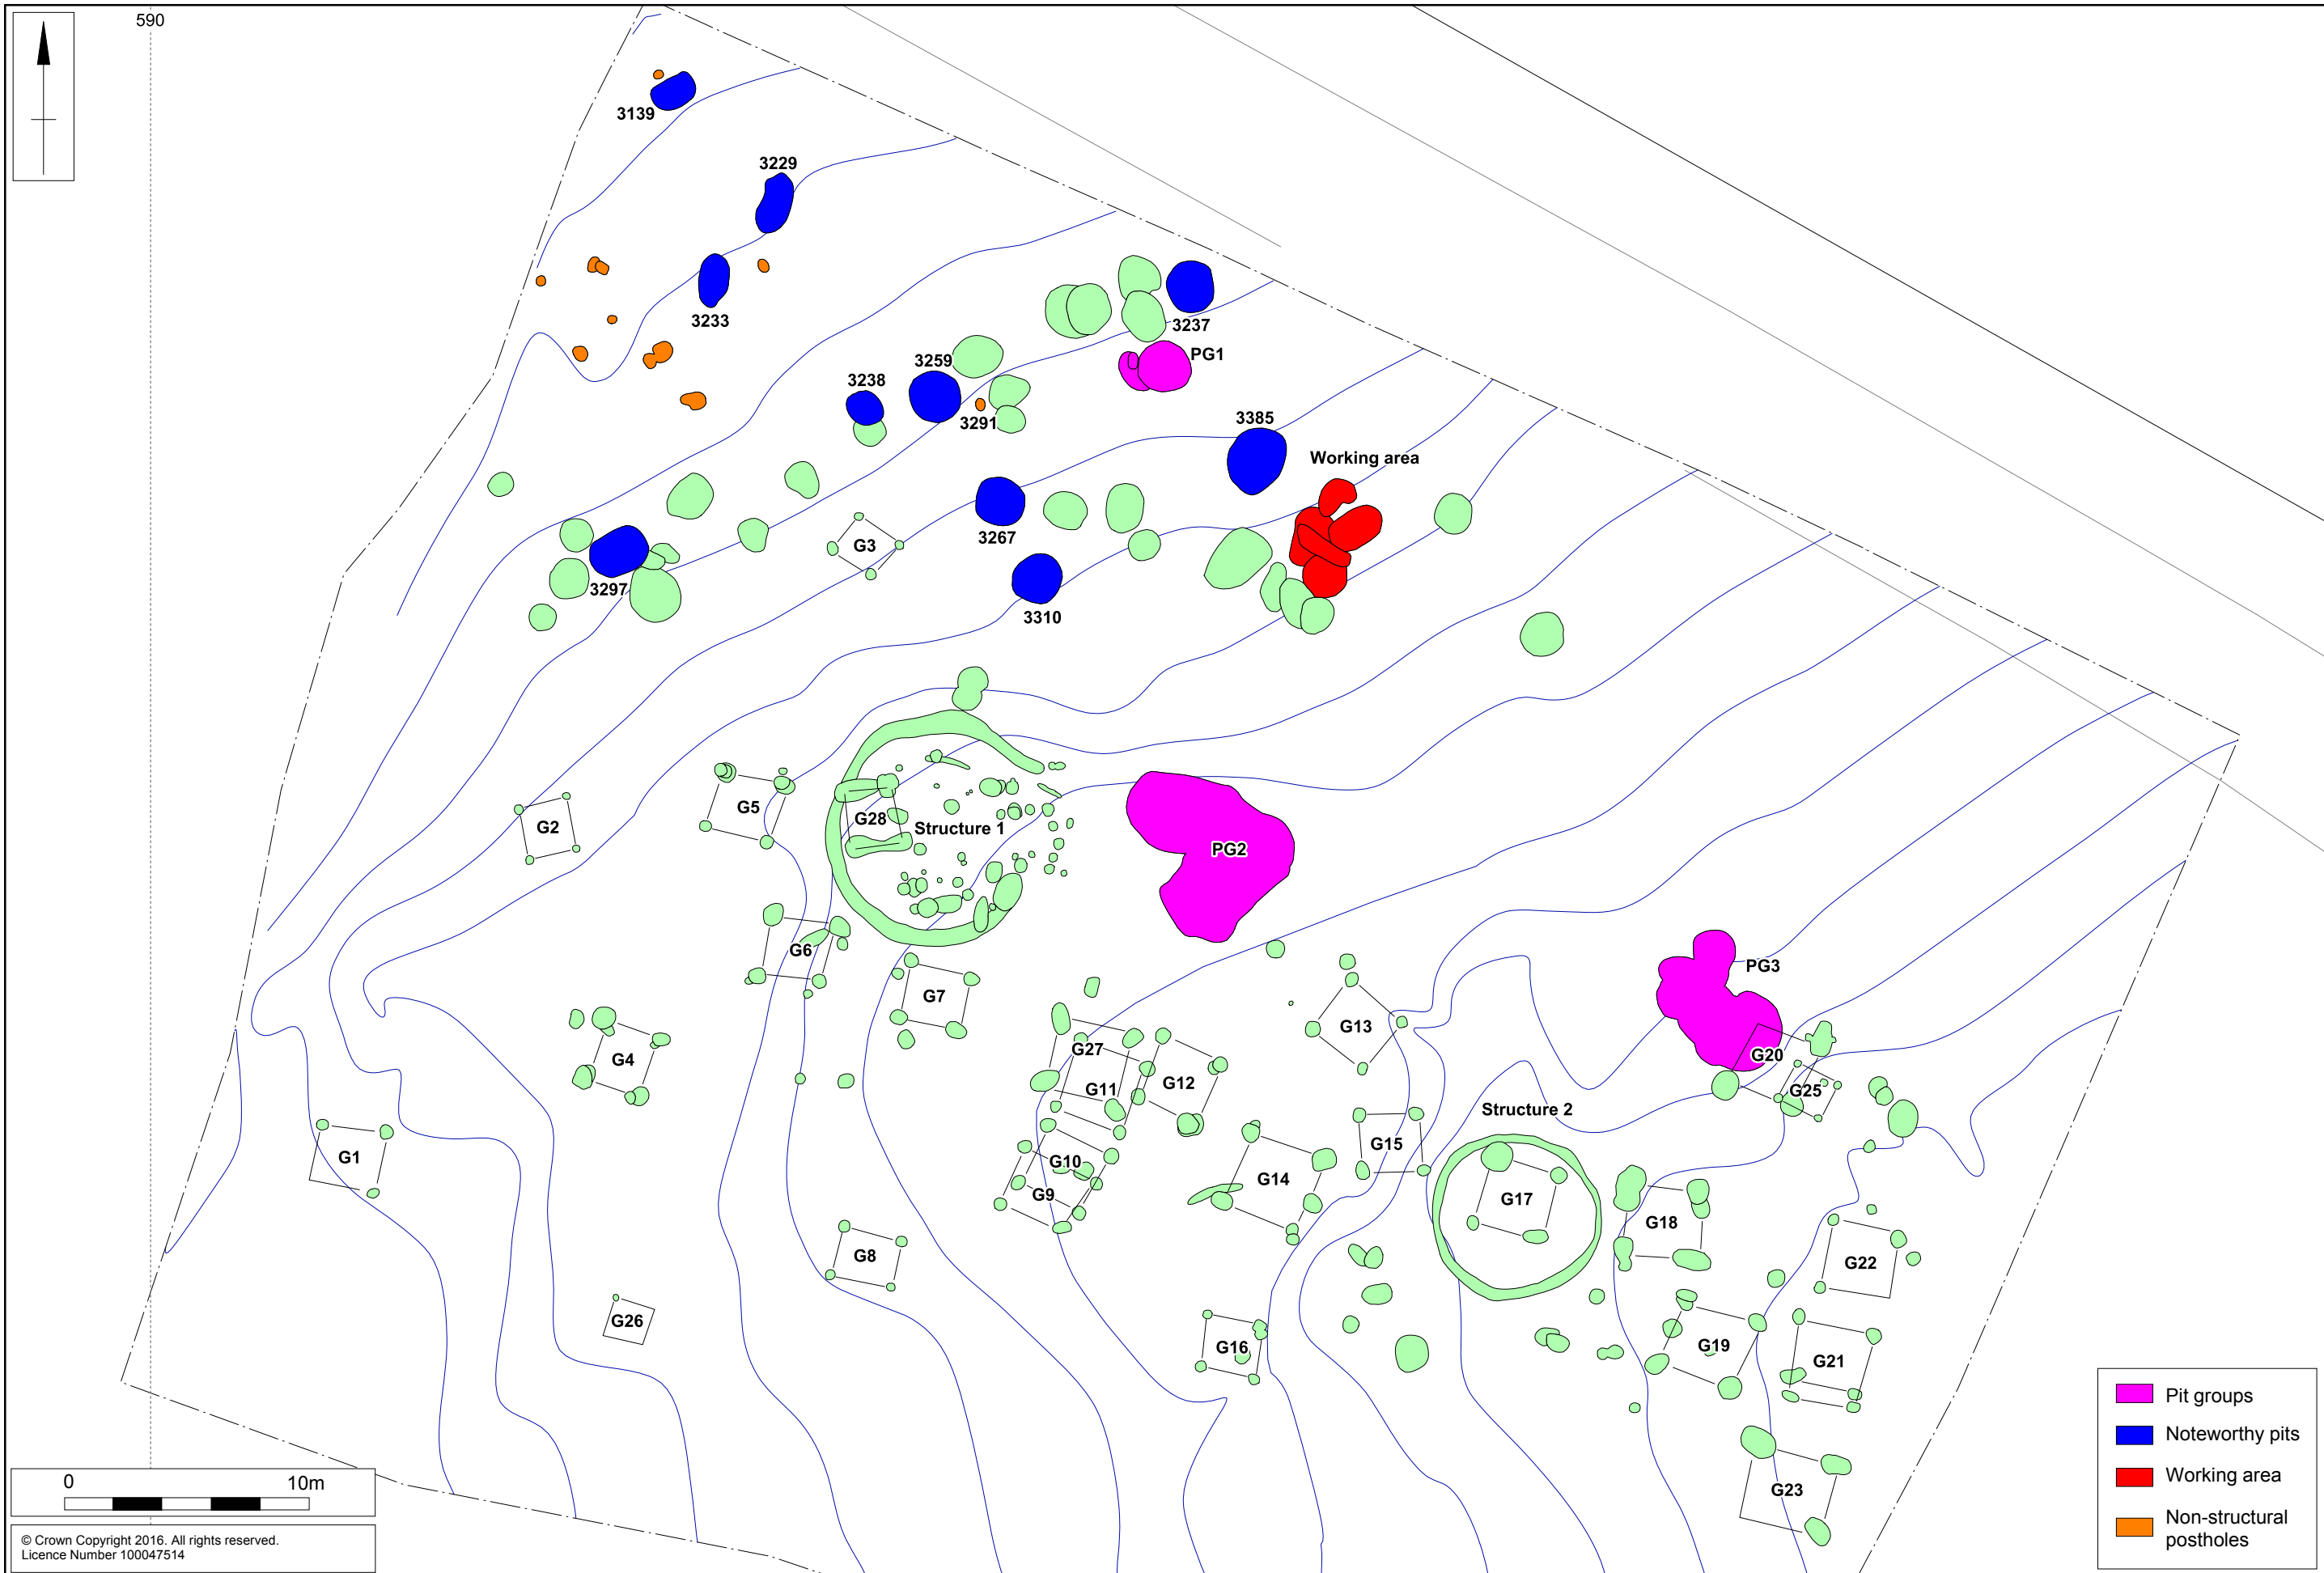 590
3139
3229
3233
3237
PG1
3259
3238
3291
3385
Working area
G3
3267
3297
3310
G5
G2
G28
Structure 1
PG2
G6
PG3
G7
G13
G27
G20
G4
G12
G11
G25
Structure 2
G15
G1
G10
G14
G9
G17
G18
G8
G22
G26
G16
G19
G21
G23
Pit groups
Noteworthy pits
Working area
Non-structural
postholes
0 10m
© Crown Copyright 2016. All rights reserved.
Licence Number 100047514